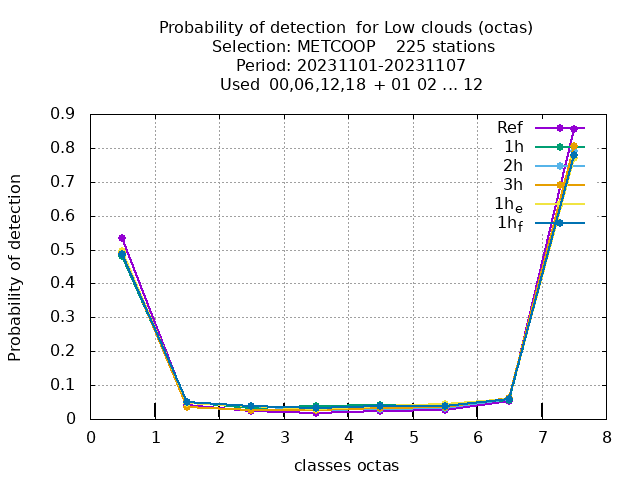 Probability of detection for Low clouds (octas)
Selection: METCOOP 225 stations
Period: 20231101-20231107
Used 00,06,12,18 + 01 02 ... 12
0.9
0.8
0.7
0.6
0.5
0.4
0.3
0.2
0.1
0
Probability of detection
Ref
1h
2h
3h
1he
1hf
0 1 2 3 4 5 6 7 8
classes octas